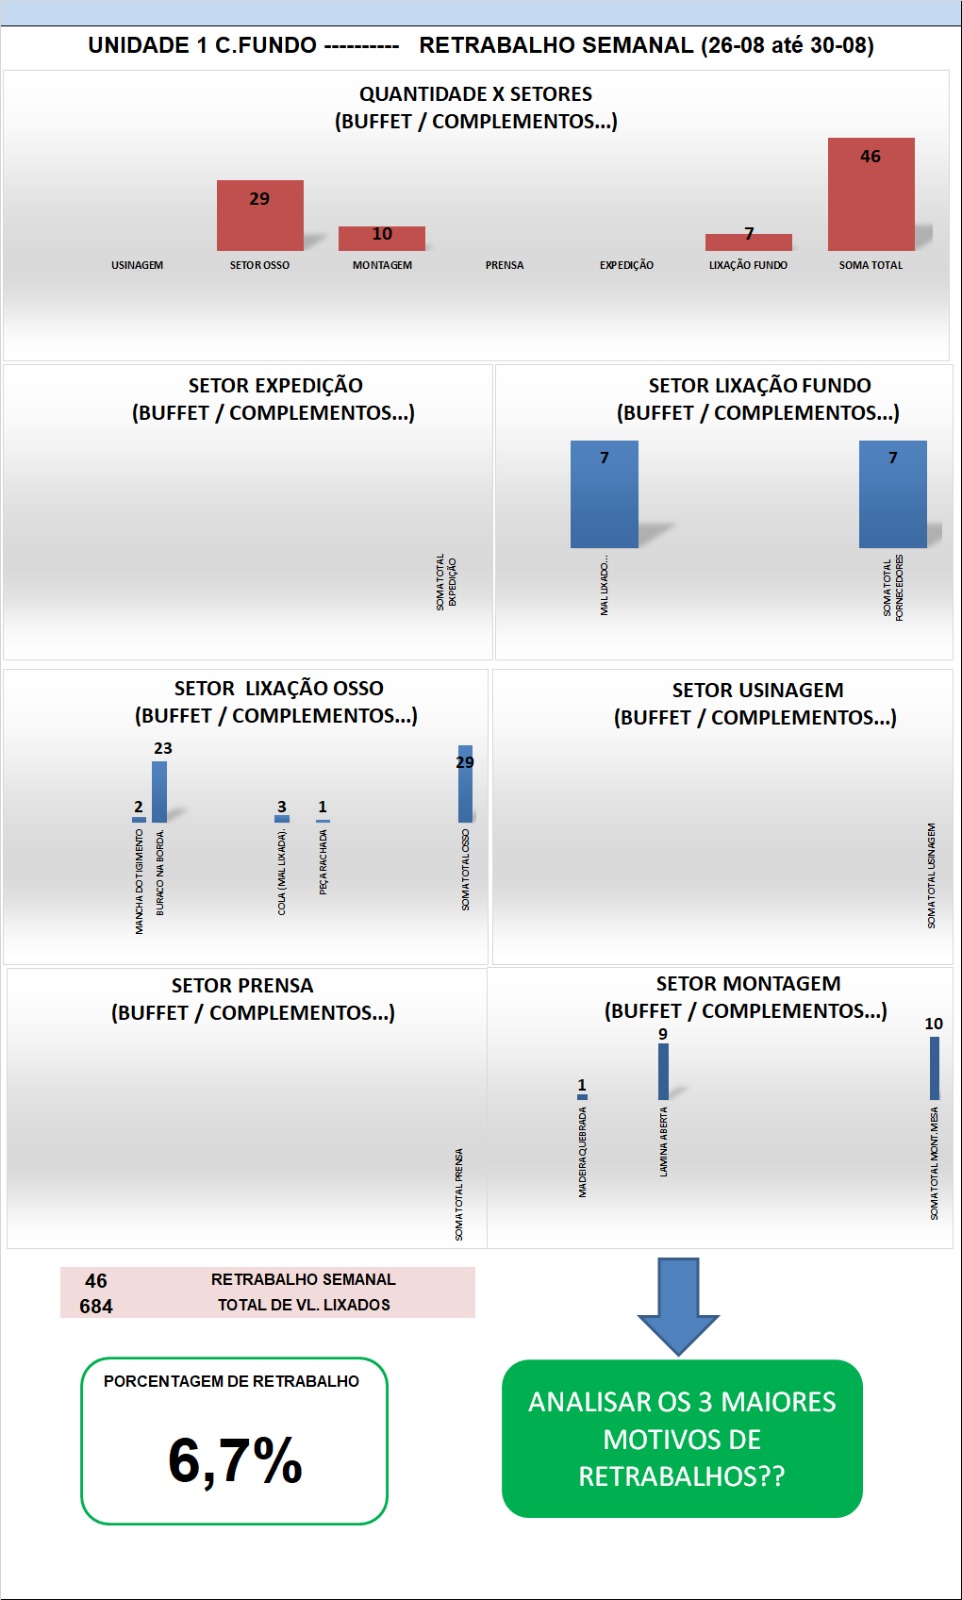 UNIDADE 1 C.FUNDO ---------- RETRABALHO SEMANAL (26-08 até 30-08)
QUANTIDADE X SETORES
(BUFFET / COMPLEMENTOS...)
29
10
7
46
USINAGEM
SETOR OSSO
MONTAGEM
PRENSA
EXPEDIÇÃO
LIXAÇÃO FUNDO
SOMA TOTAL
SETOR EXPEDIÇÃO
(BUFFET / COMPLEMENTOS...)
SOMA TOTAL
EXPEDIÇÃO
SETOR LIXAÇÃO FUNDO
(BUFFET / COMPLEMENTOS...)
7
7
MAL LIXADO...
SOMA TOTAL
FORNECEDORES
SETOR LIXAÇÃO OSSO
(BUFFET / COMPLEMENTOS...)
2
23
3
1
29
MANCHA DO TIGIMENTO
BURACO NA BORDA.
COLA (MAL LIXADA).
PEÇA RACHADA
SOMA TOTAL OSSO
SETOR USINAGEM
(BUFFET / COMPLEMENTOS...)
SOMA TOTAL USINAGEM
SETOR PRENSA
(BUFFET / COMPLEMENTOS...)
SOMA TOTAL PRENSA
SETOR MONTAGEM
(BUFFET / COMPLEMENTOS...)
1
9
10
MADEIRA QUEBRADA
LAMINA ABERTA
SOMA TOTAL MONT.MESA
46 RETRABALHO SEMANAL
684 TOTAL DE VL. LIXADOS
PORCENTAGEM DE RETRABALHO
6,7%
ANALISAR OS 3 MAIORES
MOTIVOS DE
RETRABALHOS??